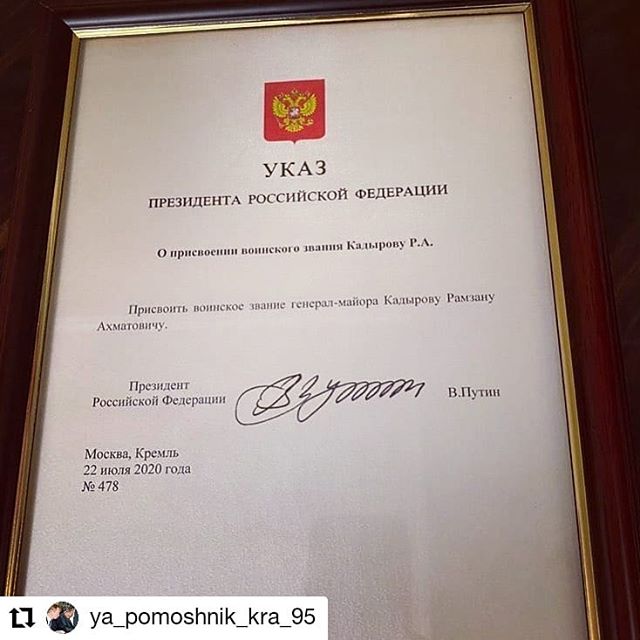 УКАЗ
ПРЕЗИДЕНТА РОССИЙСКОЙ ФЕДЕРАЦИИ
О присвоении воинского звания Кадырову Р.А.
Присвоить воинское звание генерал-майора Кадырову Рамзану
Ахматовичу.
Президент
Российской Федерации
В.Путин
Москва, Кремль
22 июля 2020 года
№ 478
ya_pomoshnik_kra_95